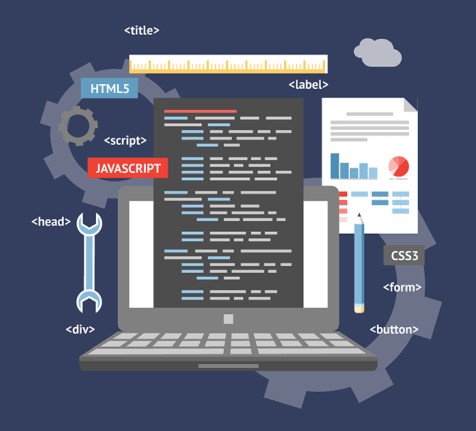 <title>
<label>
HTML5
<script>
JAVASCRIPT
<head>
CSS3
<form>
<div>
<button>